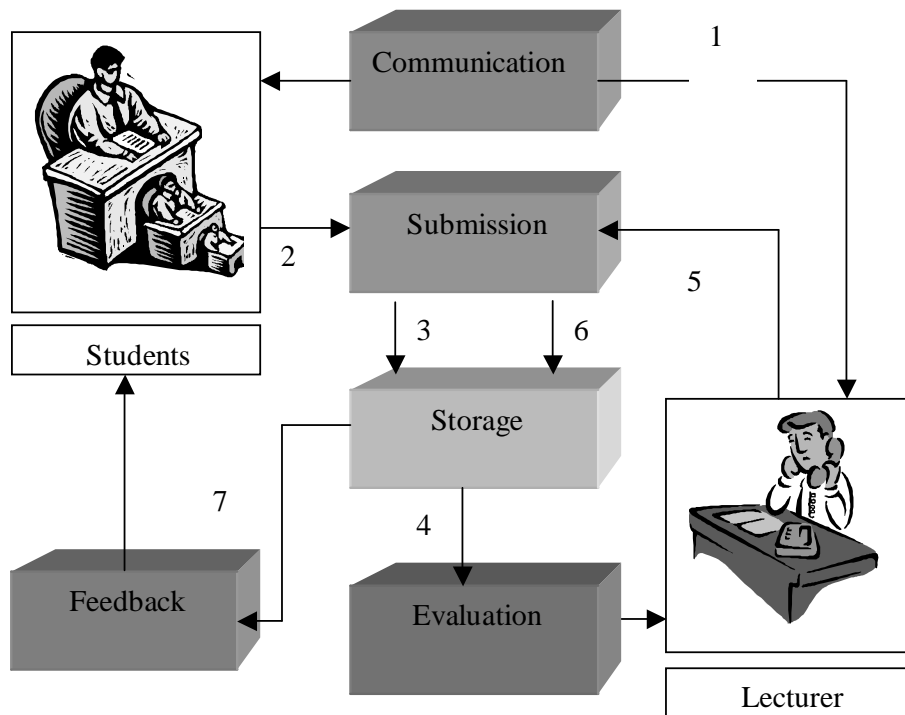 1
Communication
Submission
2
5
3
6
Students
Storage
7
4
Feedback
Evaluation
Lecturer